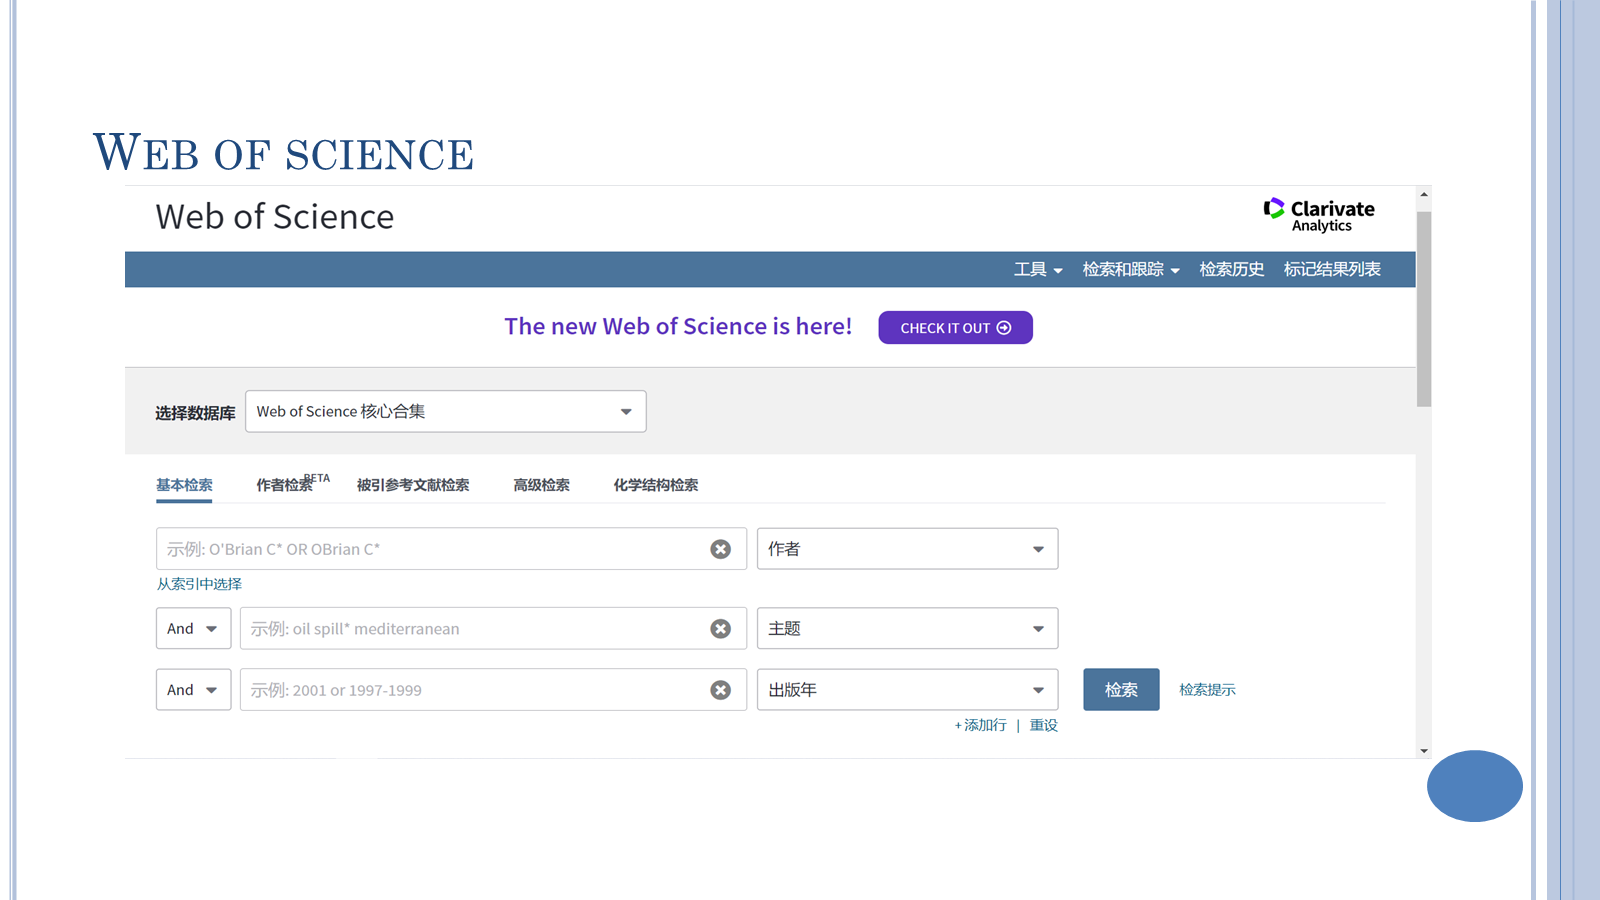 WEB OF SCIENCE
Web of Science
Clarivate
Analytics
工具 检索和跟踪 检索历史 标记结果列表
The new Web of Science is here! CHECK IT OUT
选择数据库 Web of Science 核心合集
基本检索 作者检索 BETA 被引参考文献检索 高级检索 化学结构检索
示例: O'Brian C* OR OBrian C* 作者
从索引中选择
And 示例: oil spill* mediterranean 主题
And 示例: 2001 or 1997-1999 出版年 检索 检索提示
+添加行 | 重设